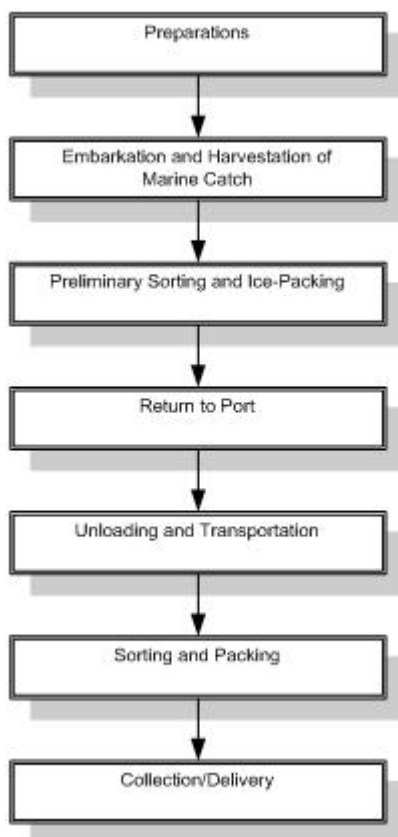 Preparations
Embarkation and Harvestation of
Marine Catch
Preliminary Sorting and Ice-Packing
Return to Port
Unloading and Transportation
Sorting and Packing
Collection/Delivery